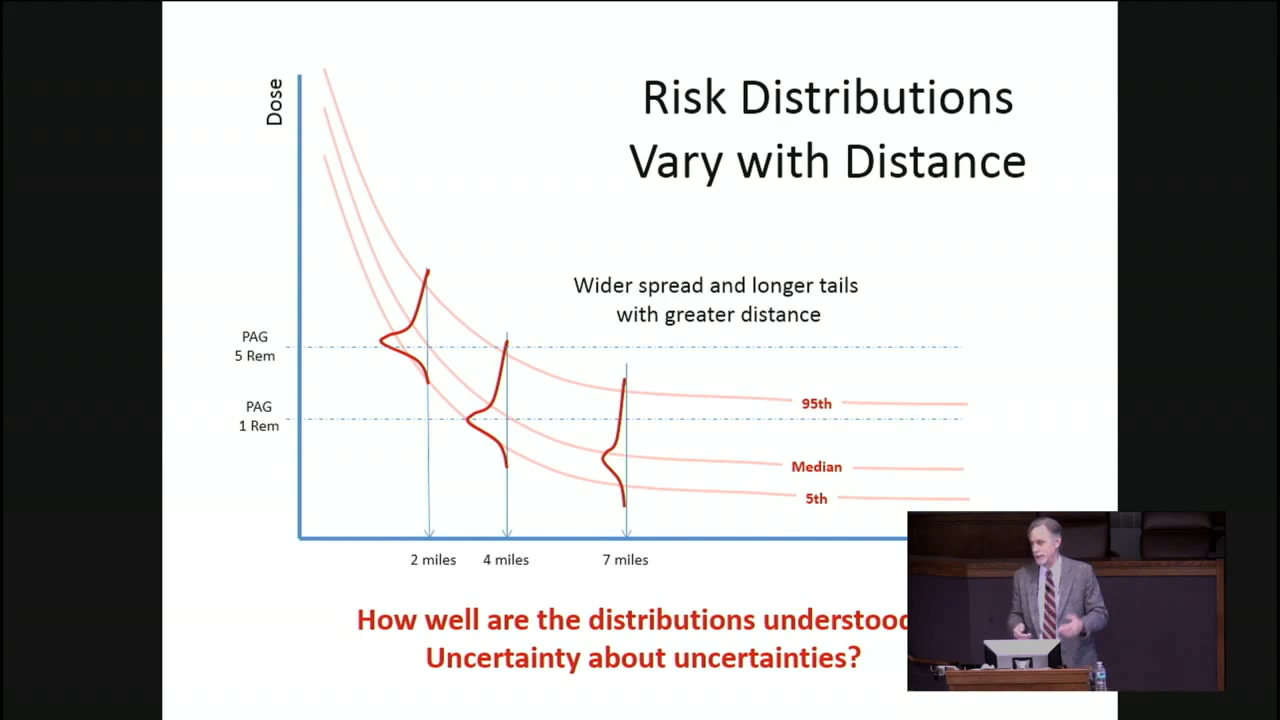 Dose
Risk Distributions
Vary with Distance
Wider spread and longer tails
with greater distance
PAG
5 Rem
PAG
1 Rem
95th
Median
5th
2 miles
4 miles
7 miles
How well are the distributions understood
Uncertainty about uncertainties?